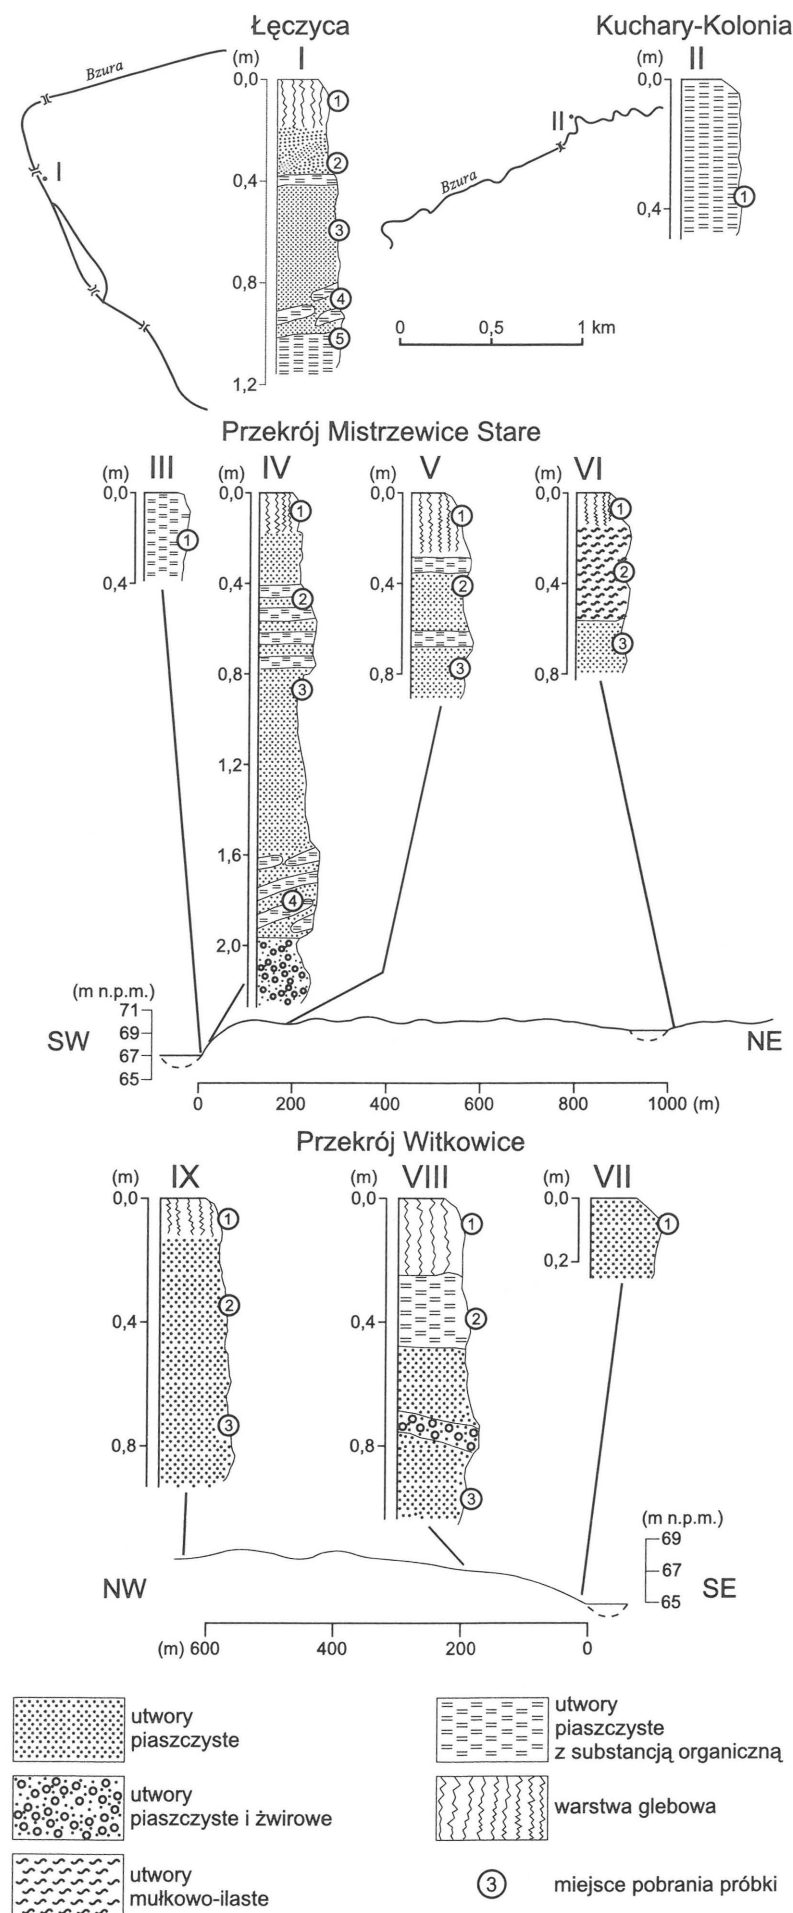 Łęczyca
Kuchary-Kolonia
Bzura
I
(m)
I
0,0
0,4
0,8
1,2
1
2
3
4
5
II
Bzura
(m)
II
0,0
0,4
1
0
0,5
1 km
Przekrój Mistrzewice Stare
(m)
III
0,0
0,4
1
(m)
IV
0,0
0,4
0,8
1,2
1,6
2,0
1
2
3
4
(m)
V
0,0
0,4
0,8
1
2
3
(m)
VI
0,0
0,4
0,8
1
2
3
(m n.p.m.)
71
69
67
65
SW
NE
0
200
400
600
800
1000 (m)
Przekrój Witkowice
(m)
IX
0,0
0,4
0,8
1
2
3
(m)
VIII
0,0
0,4
0,8
1
2
3
(m)
VII
0,0
0,2
1
(m n.p.m.)
69
67
65
NW
SE
(m) 600
400
200
0
utwory
piaszczyste
utwory
piaszczyste i żwirowe
utwory
mułkowo-ilaste
utwory
piaszczyste
z substancją organiczną
warstwa glebowa
3
miejsce pobrania próbki